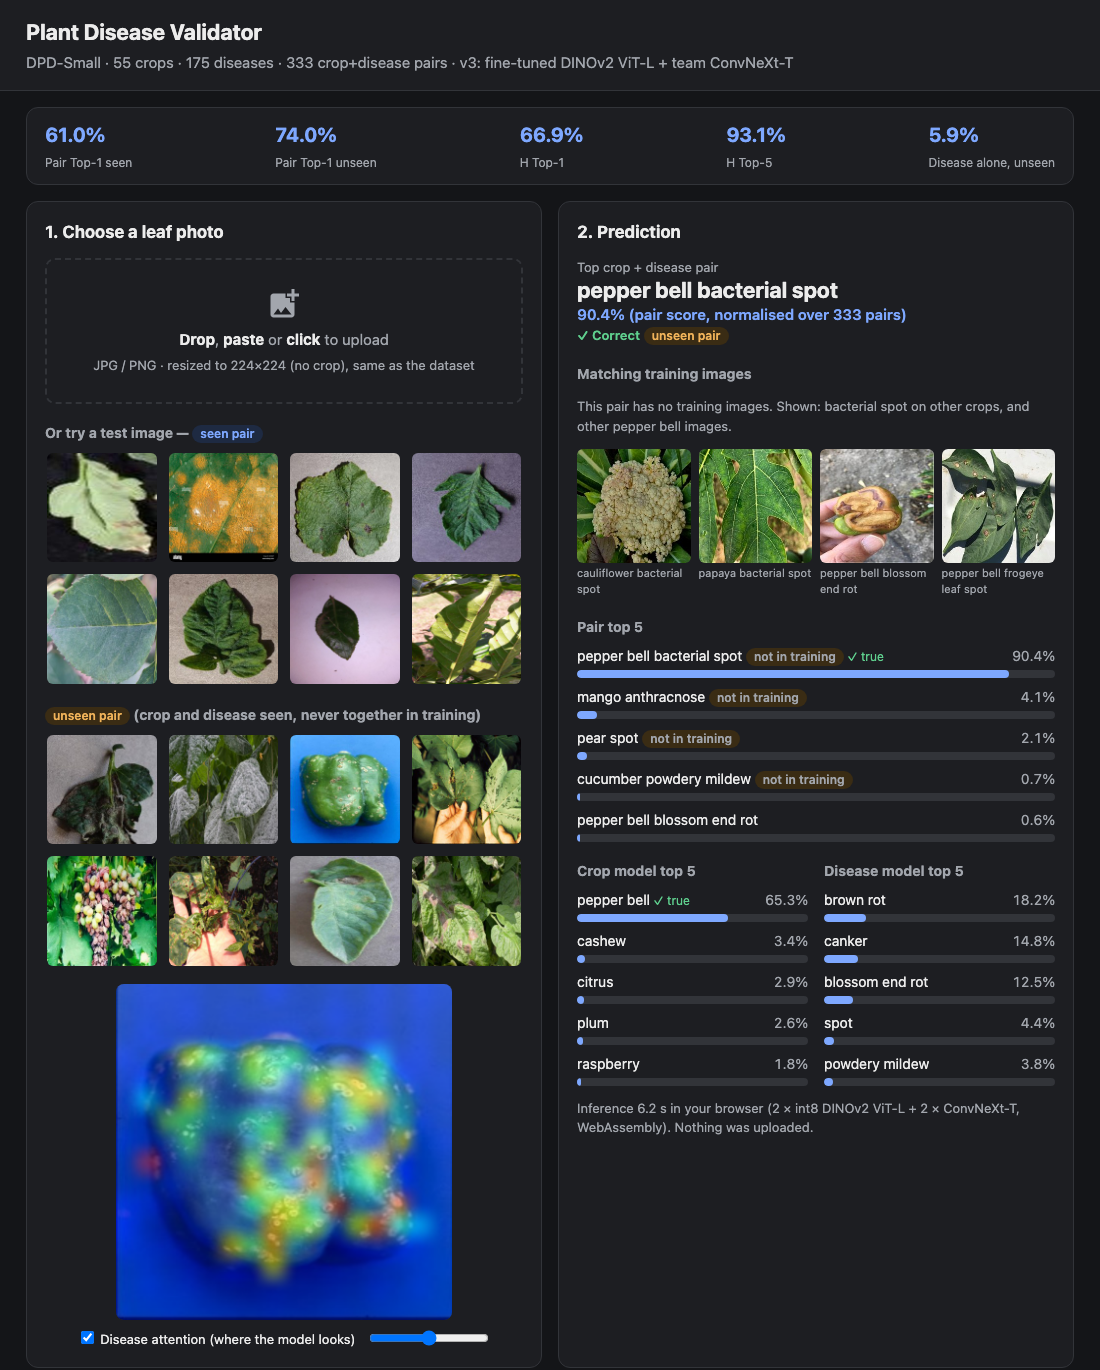 Plant Disease Validator
DPD-Small · 55 crops · 175 diseases · 333 crop+disease pairs · v3: fine-tuned DINOv2 ViT-L + team ConvNeXt-T
61.0%
Pair Top-1 seen
74.0%
Pair Top-1 unseen
66.9%
H Top-1
93.1%
H Top-5
5.9%
Disease alone, unseen
1. Choose a leaf photo
Drop, paste or click to upload
JPG / PNG · resized to 224×224 (no crop), same as the dataset
Or try a test image — seen pair
unseen pair (crop and disease seen, never together in training)
Disease attention (where the model looks)
2. Prediction
Top crop + disease pair
pepper bell bacterial spot
90.4% (pair score, normalised over 333 pairs)
✓ Correct unseen pair
Matching training images
This pair has no training images. Shown: bacterial spot on other crops, and
other pepper bell images.
cauliflower bacterial
spot
papaya bacterial spot
pepper bell blossom
end rot
pepper bell frogeye
leaf spot
Pair top 5
pepper bell bacterial spot not in training ✓ true 90.4%
mango anthracnose not in training 4.1%
pear spot not in training 2.1%
cucumber powdery mildew not in training 0.7%
pepper bell blossom end rot 0.6%
Crop model top 5
pepper bell ✓ true 65.3%
cashew 3.4%
citrus 2.9%
plum 2.6%
raspberry 1.8%
Disease model top 5
brown rot 18.2%
canker 14.8%
blossom end rot 12.5%
spot 4.4%
powdery mildew 3.8%
Inference 6.2 s in your browser (2 × int8 DINOv2 ViT-L + 2 × ConvNeXt-T,
WebAssembly). Nothing was uploaded.